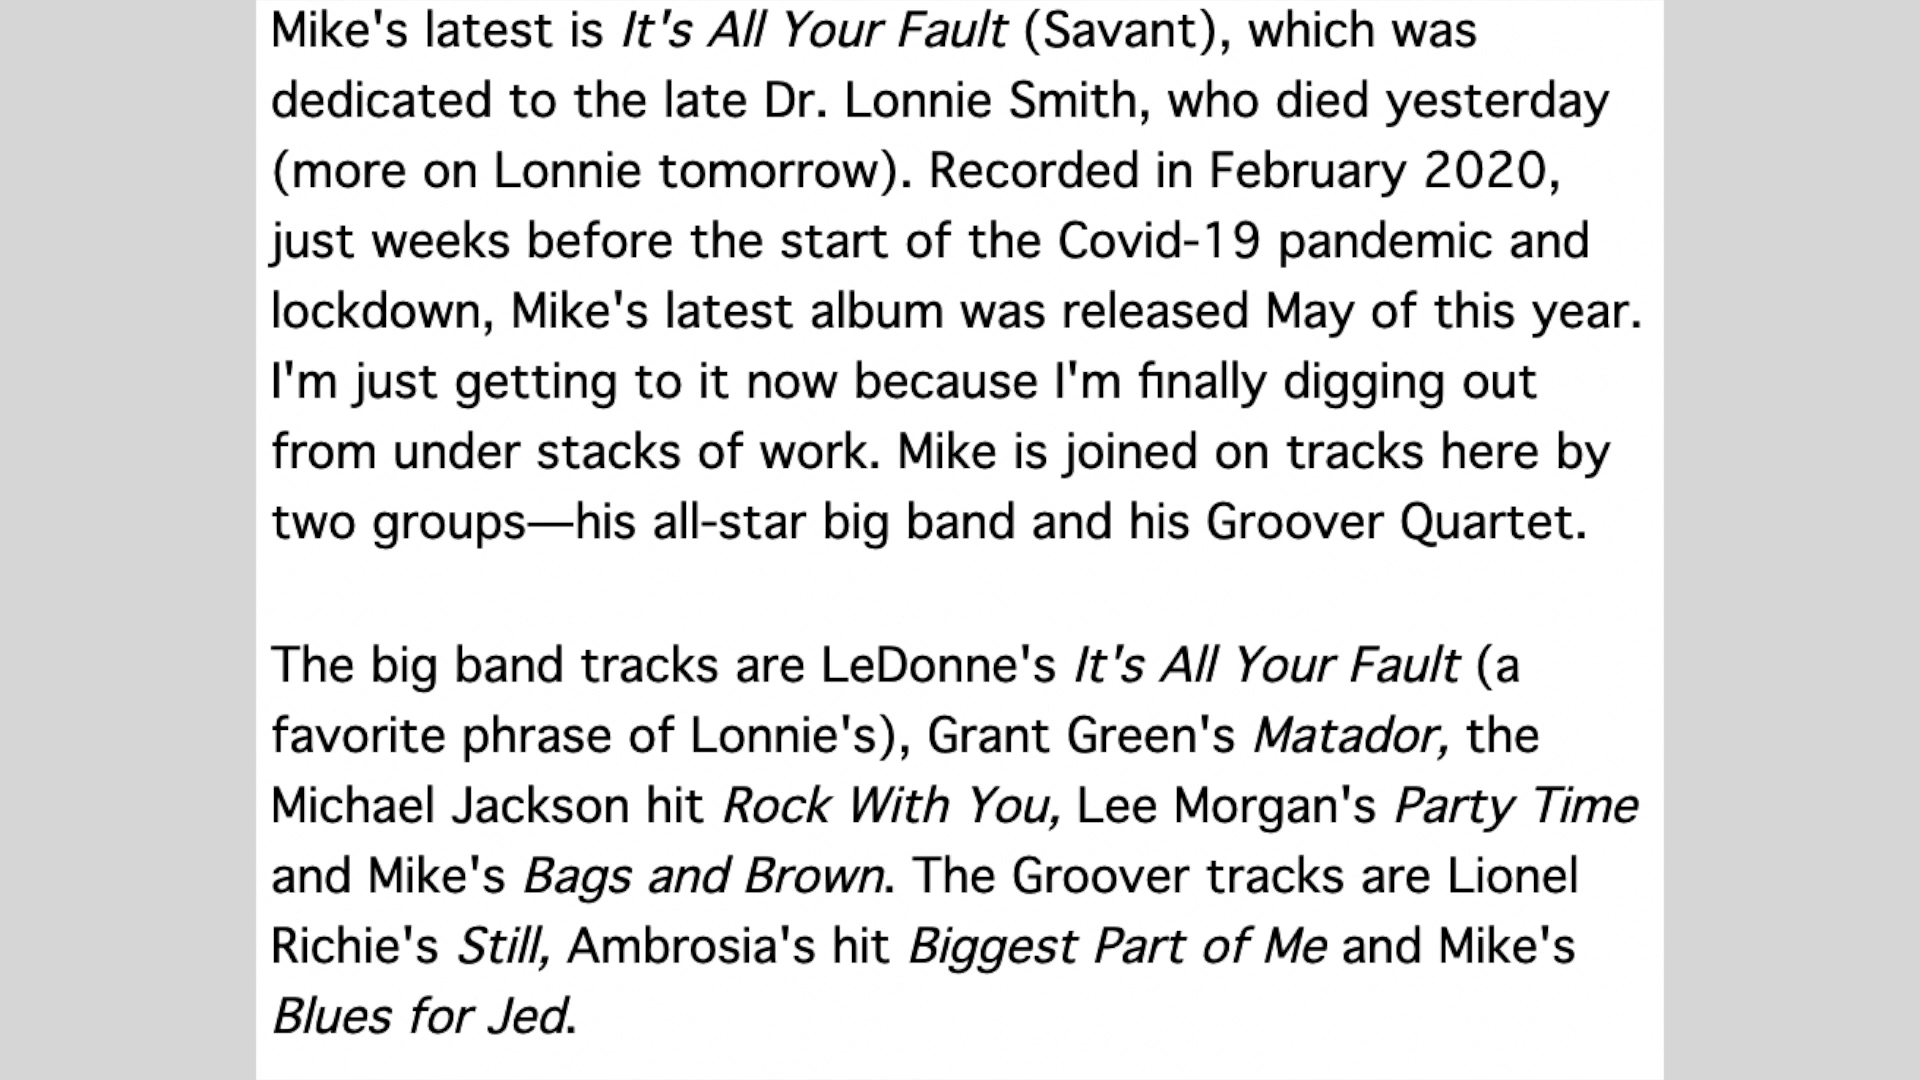 Mike's latest is It's All Your Fault (Savant), which was
dedicated to the late Dr. Lonnie Smith, who died yesterday
(more on Lonnie tomorrow). Recorded in February 2020,
just weeks before the start of the Covid-19 pandemic and
lockdown, Mike's latest album was released May of this year.
I'm just getting to it now because I'm finally digging out
from under stacks of work. Mike is joined on tracks here by
two groups—his all-star big band and his Groover Quartet.
The big band tracks are LeDonne's It's All Your Fault (a
favorite phrase of Lonnie's), Grant Green's Matador, the
Michael Jackson hit Rock With You, Lee Morgan's Party Time
and Mike's Bags and Brown. The Groover tracks are Lionel
Richie's Still, Ambrosia's hit Biggest Part of Me and Mike's
Blues for Jed.